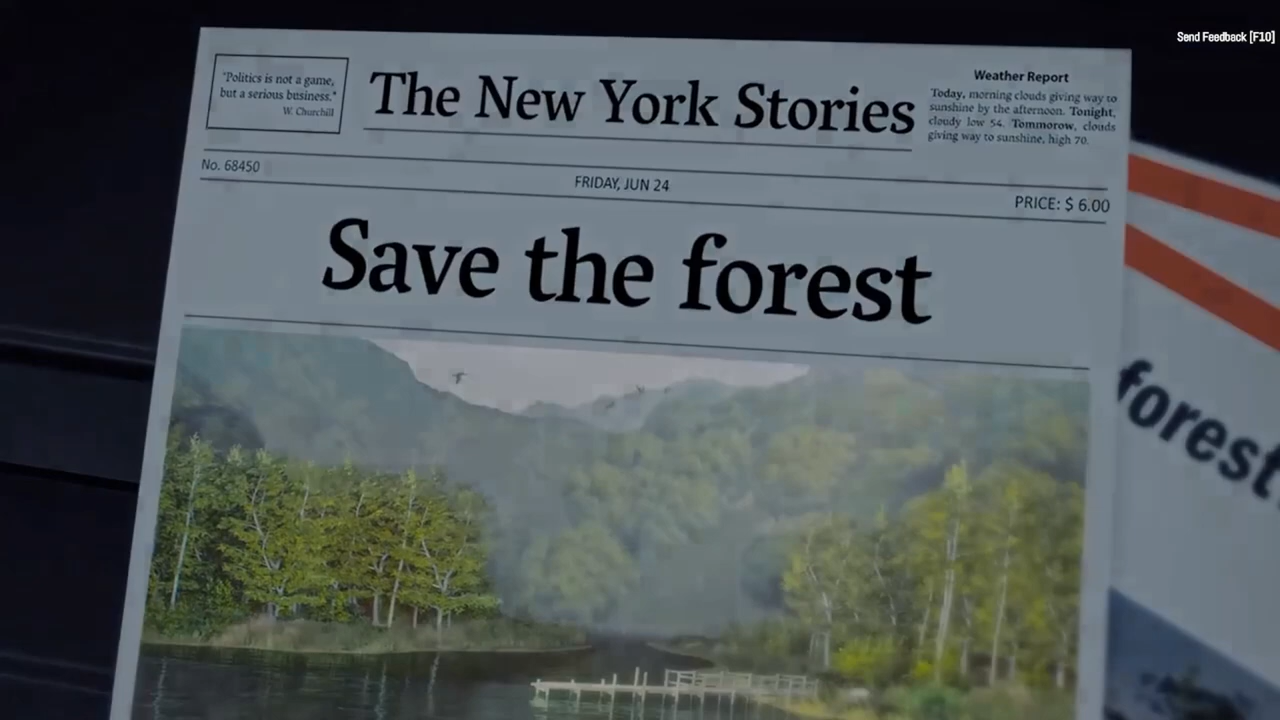 Send Feedback [F10]
"Politics is not a game,
but a serious business."
W. Churchill
The New York Stories
Weather Report
Today, morning clouds giving way to
sunshine by the afternoon. Tonight,
cloudy low 54. Tommorow, clouds
giving way to sunshine, high 70.
No. 68450
FRIDAY, JUN 24
PRICE: $ 6.00
Save the forest
forest